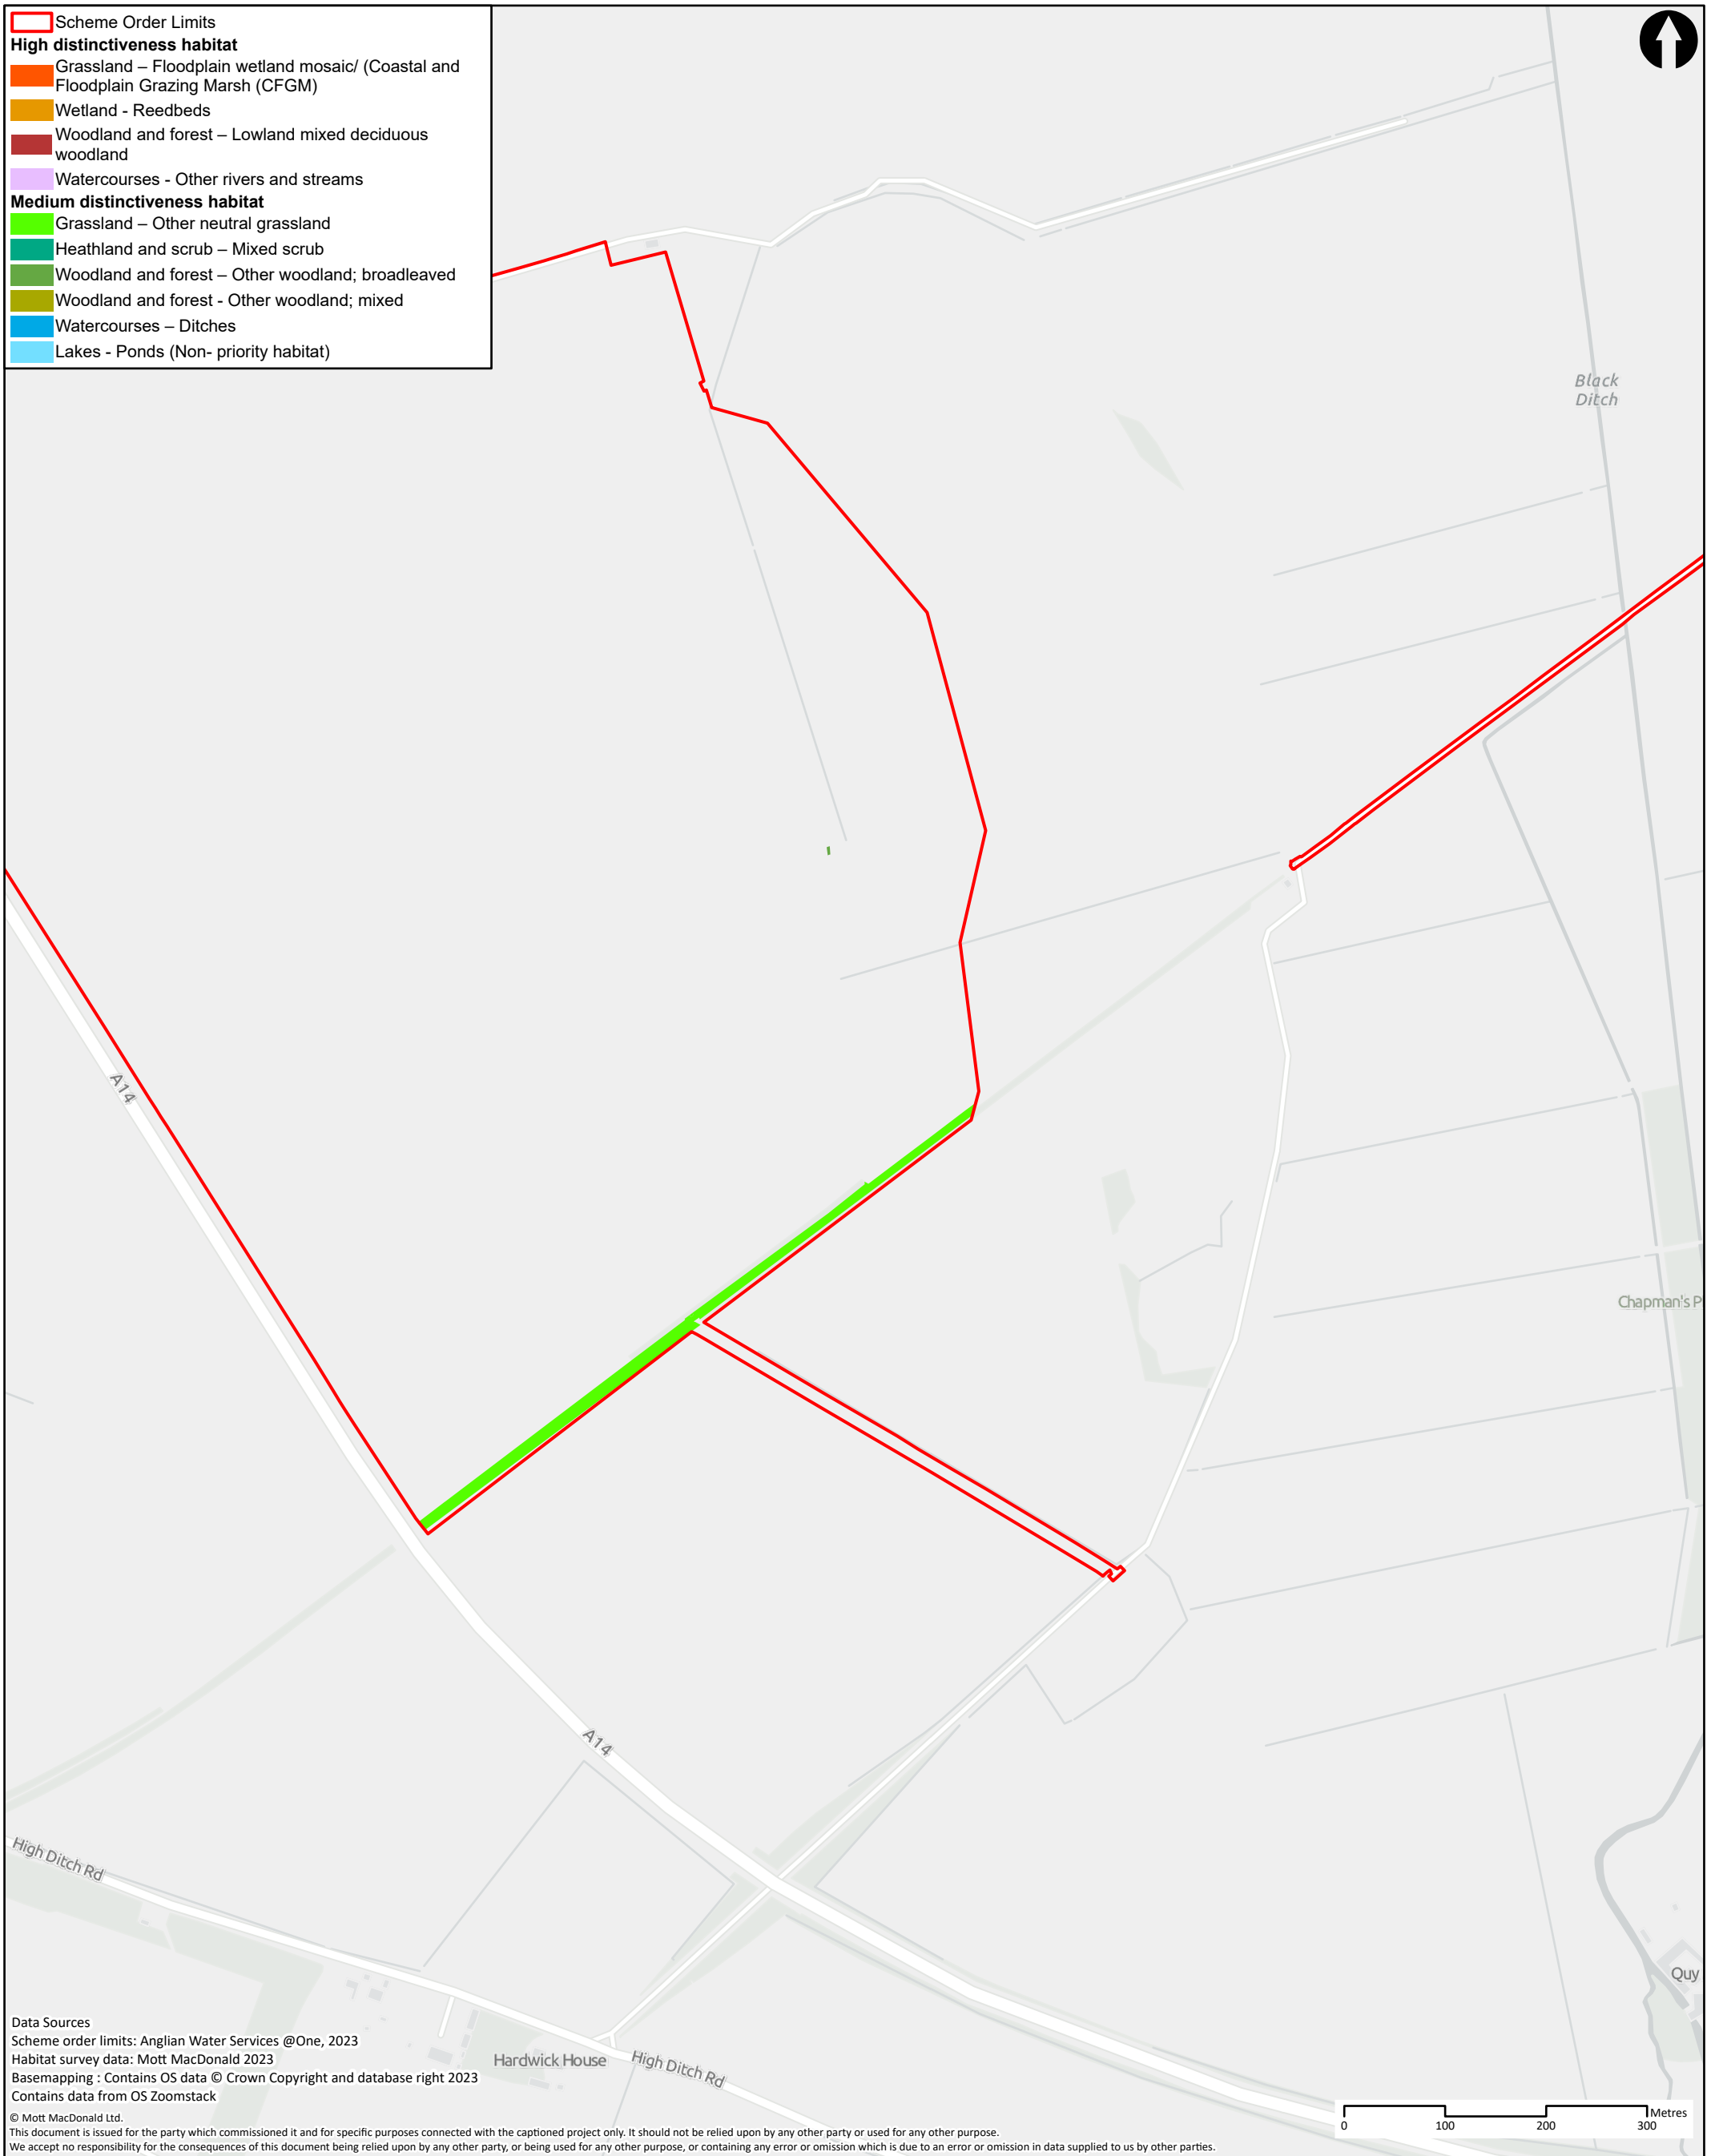 Scheme Order Limits
High distinctiveness habitat
Grassland – Floodplain wetland mosaic/ (Coastal and
Floodplain Grazing Marsh (CFGM)
Wetland - Reedbeds
Woodland and forest – Lowland mixed deciduous
woodland
Watercourses - Other rivers and streams
Medium distinctiveness habitat
Grassland – Other neutral grassland
Heathland and scrub – Mixed scrub
Woodland and forest – Other woodland; broadleaved
Woodland and forest - Other woodland; mixed
Watercourses – Ditches
Lakes - Ponds (Non- priority habitat)
Black
Ditch
A14
Chapman's P
A14
High Ditch Rd
Quy
Hardwick House
High Ditch Rd
Data Sources
Scheme order limits: Anglian Water Services @One, 2023
Habitat survey data: Mott MacDonald 2023
Basemapping : Contains OS data © Crown Copyright and database right 2023
Contains data from OS Zoomstack
© Mott MacDonald Ltd.
This document is issued for the party which commissioned it and for specific purposes connected with the captioned project only. It should not be relied upon by any other party or used for any other purpose.
We accept no responsibility for the consequences of this document being relied upon by any other party, or being used for any other purpose, or containing any error or omission which is due to an error or omission in data supplied to us by other parties.
Metres
0 100 200 300